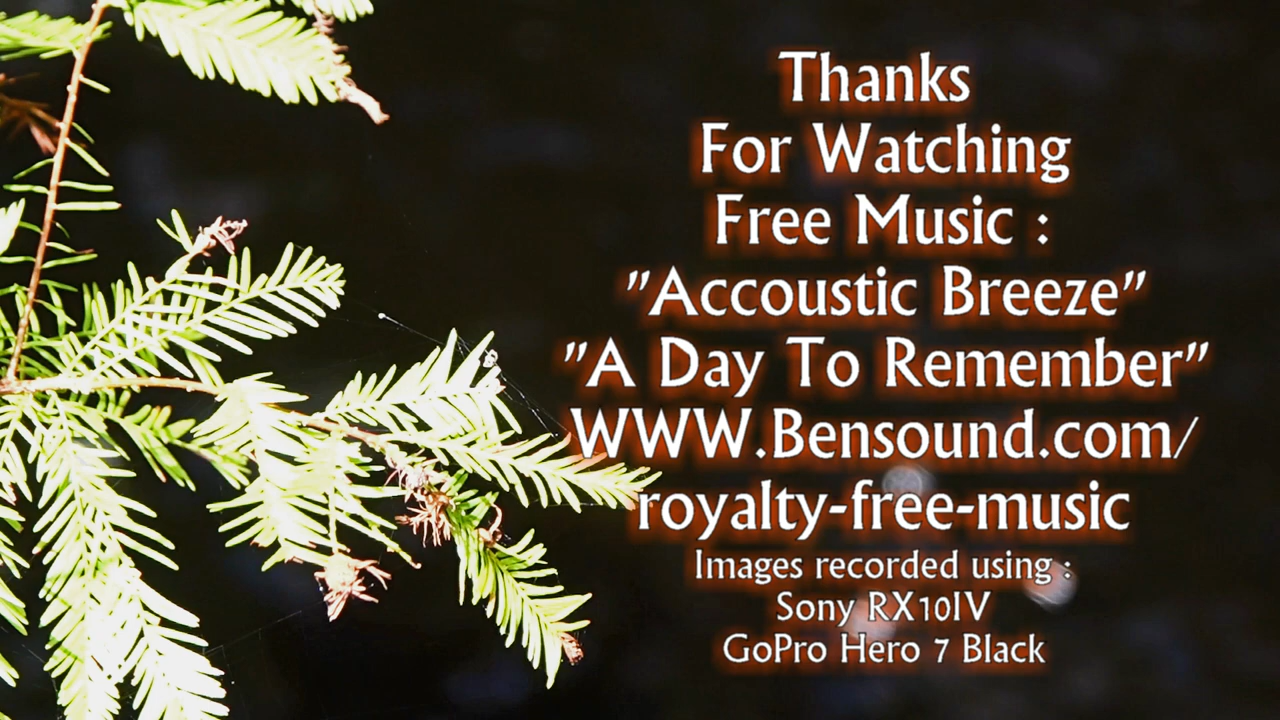 Thanks
For Watching
Free Music :
"Accoustic Breeze"
"A Day To Remember"
WWW.Bensound.com/
royalty-free-music
Images recorded using :
Sony RX10IV
GoPro Hero 7 Black